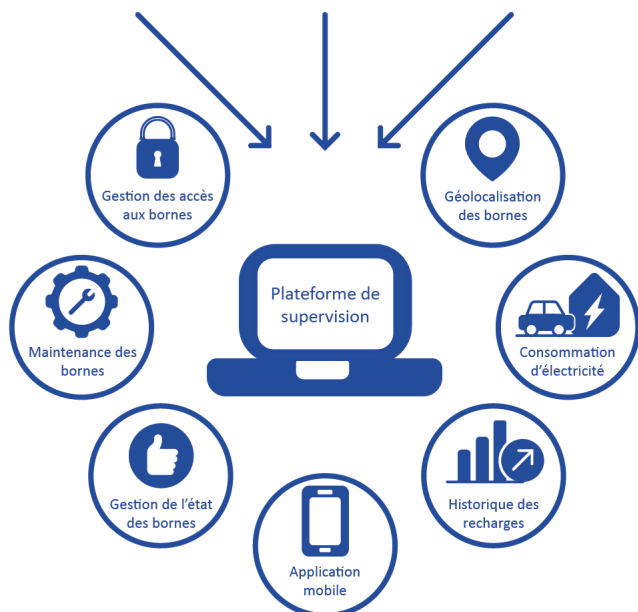 Gestion des accès
aux bornes
Géolocalisation
des bornes
Plateforme de
supervision
Maintenance des
bornes
Consommation
d'électricité
Gestion de l'état
des bornes
Historique des
recharges
Application
mobile